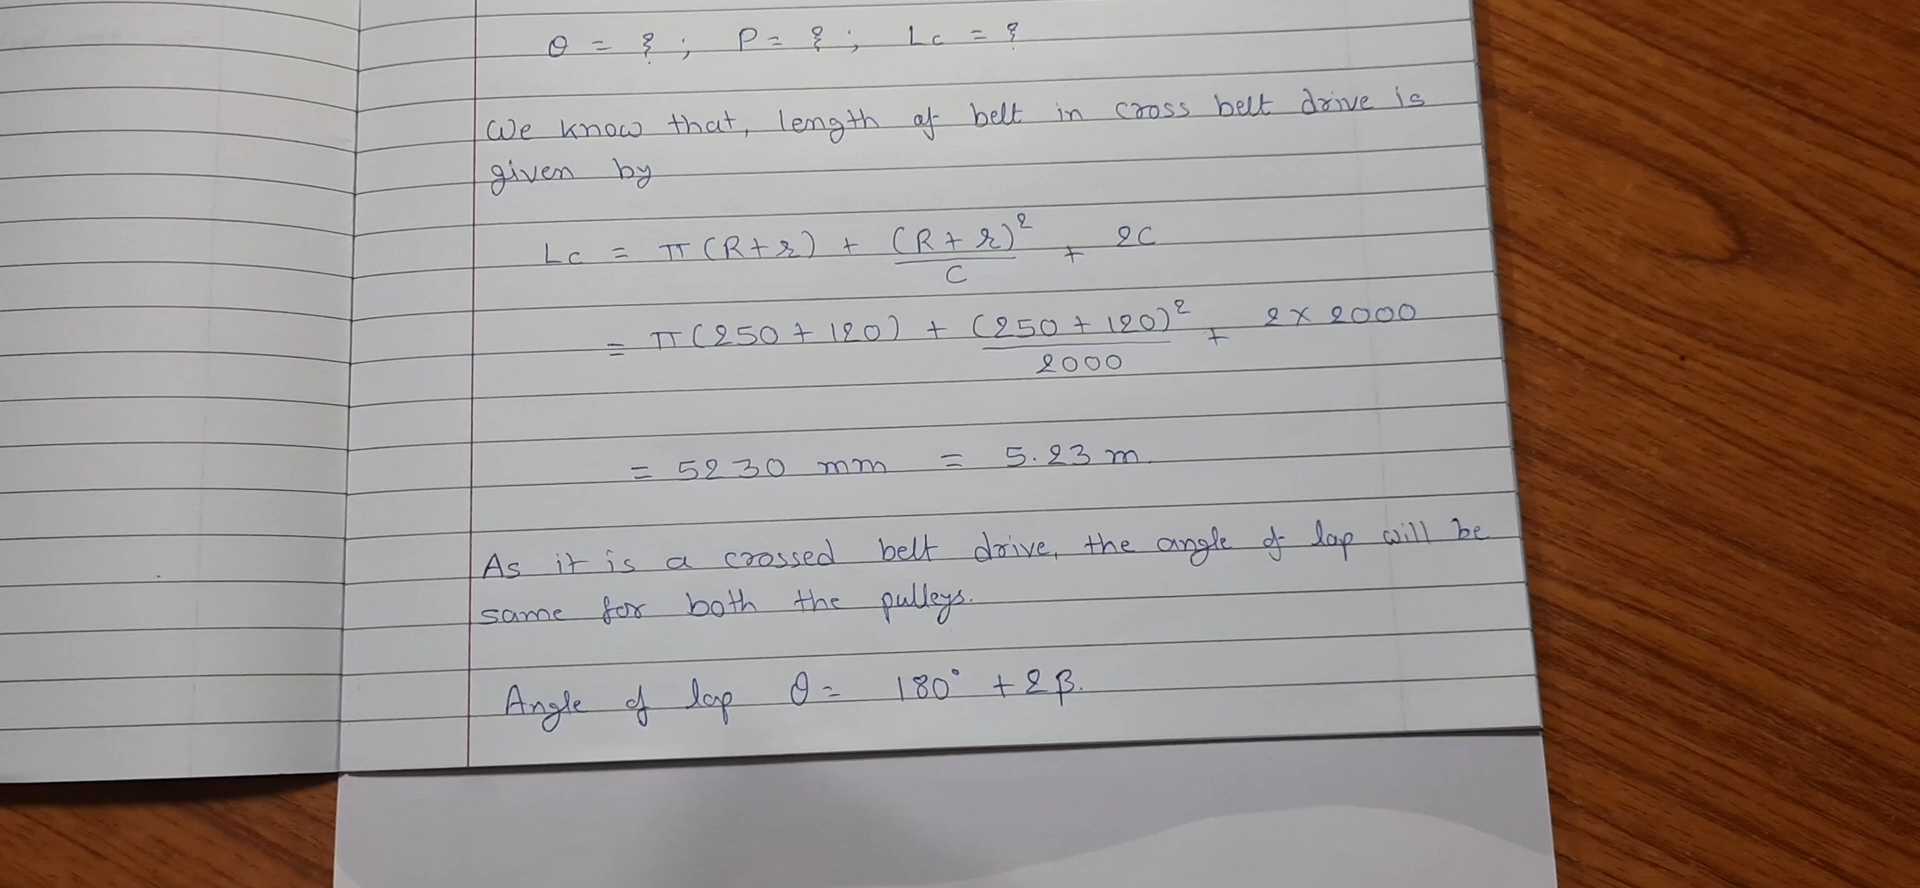 θ = ? ; P = ? ; Lc = ?
We know that, length of belt in cross belt drive is
given by
Lc = π (R + r) + (R + r)² / C + 2C
= π (250 + 120) + (250 + 120)² / 2000 + 2 × 2000
= 5230 mm = 5.23 m
As it is a crossed belt drive, the angle of lap will be
same for both the pulleys.
Angle of lap θ = 180° + 2β.